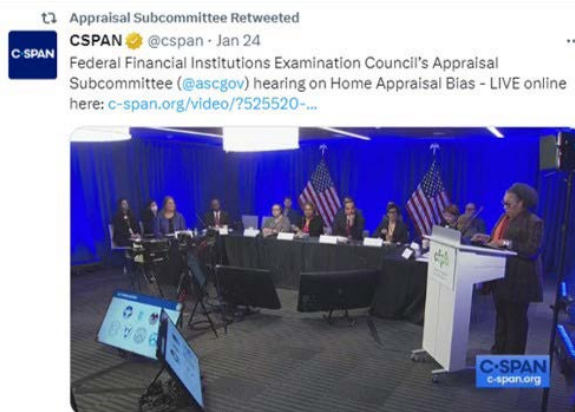 Appraisal Subcommittee Retweeted
C-SPAN
CSPAN @cspan · Jan 24
Federal Financial Institutions Examination Council's Appraisal
Subcommittee (@ascgov) hearing on Home Appraisal Bias - LIVE online
here: c-span.org/video/?525520-...
cfpb
C-SPAN
c-span.org